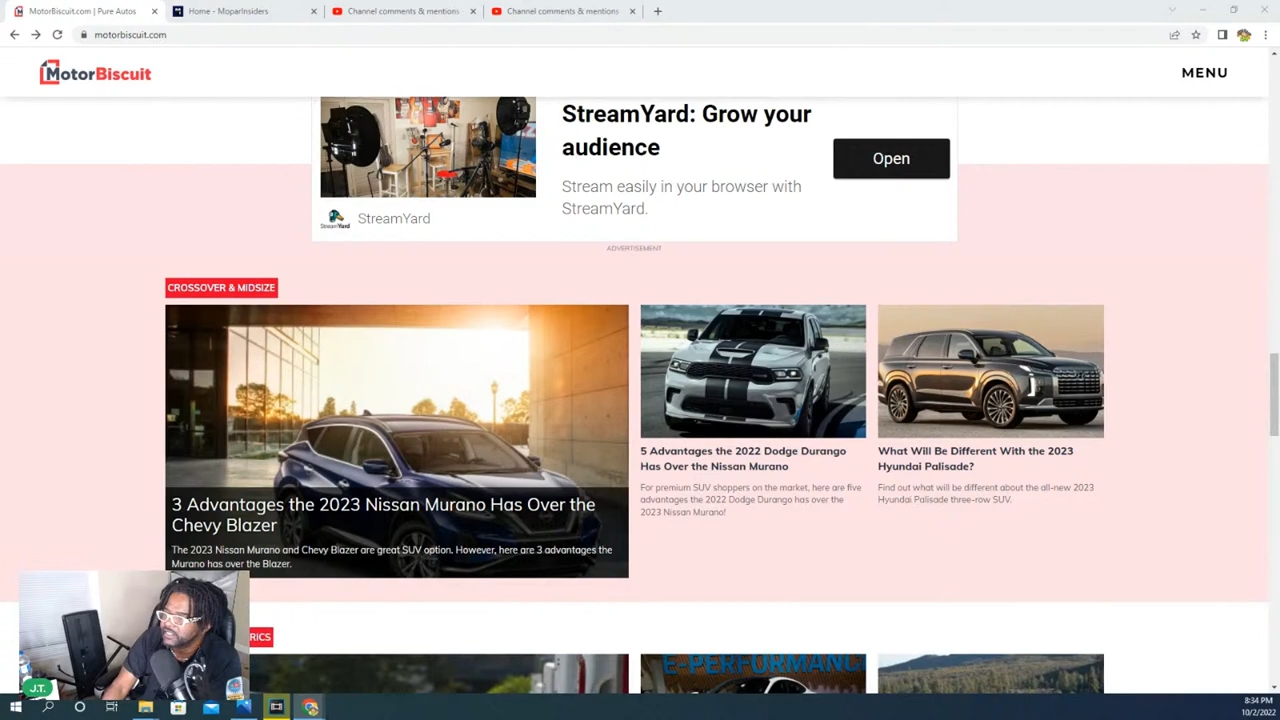 MotorBiscuit.com | Pure Autos
Home - MoparInsiders
Channel comments & mentions
Channel comments & mentions
motorbiscuit.com
MotorBiscuit
MENU
StreamYard: Grow your
audience
Stream easily in your browser with
StreamYard.
Open
StreamYard
StreamYard
ADVERTISEMENT
CROSSOVER & MIDSIZE
3 Advantages the 2023 Nissan Murano Has Over the
Chevy Blazer
The 2023 Nissan Murano and Chevy Blazer are great SUV option. However, here are 3 advantages the
Murano has over the Blazer.
5 Advantages the 2022 Dodge Durango
Has Over the Nissan Murano
For premium SUV shoppers on the market, here are five
advantages the 2022 Dodge Durango has over the
2023 Nissan Murano!
What Will Be Different With the 2023
Hyundai Palisade?
Find out what will be different about the all-new 2023
Hyundai Palisade three-row SUV.
RICS
E-PERFORMANC
J.T.
8:34 PM
10/2/2022